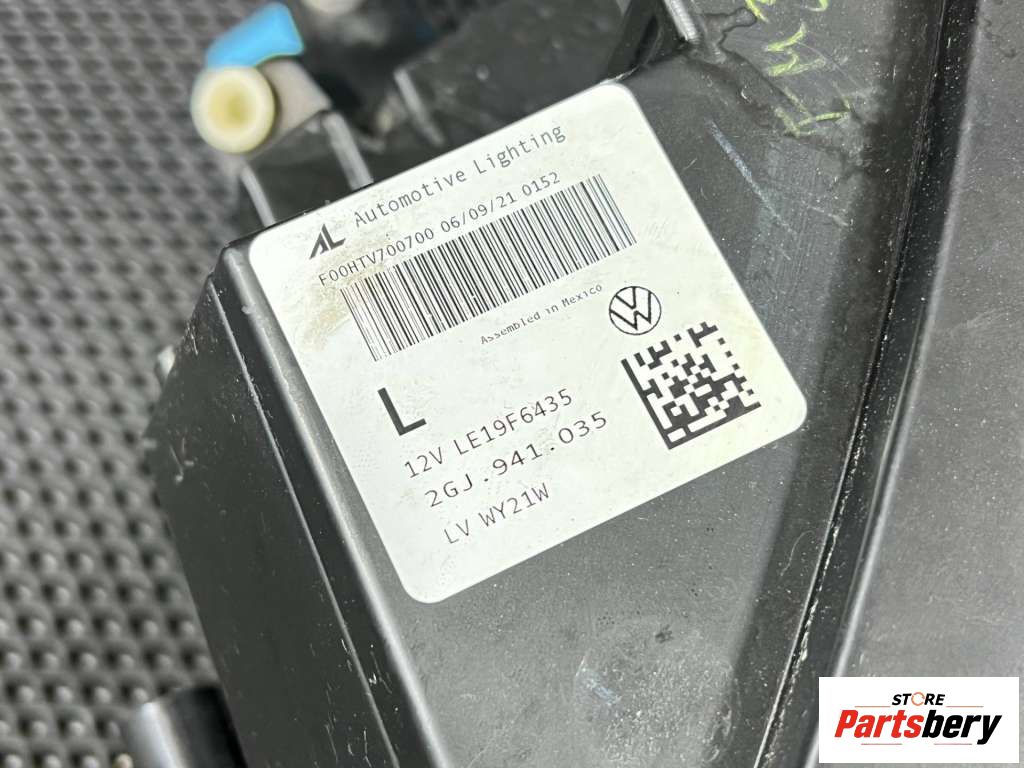 Automotive Lighting
F00HTV700700 06/09/21 0152
Assembled in Mexico
L
12V LE19F6435
2GJ.941.035
LV WY21W
STORE
Partsbery